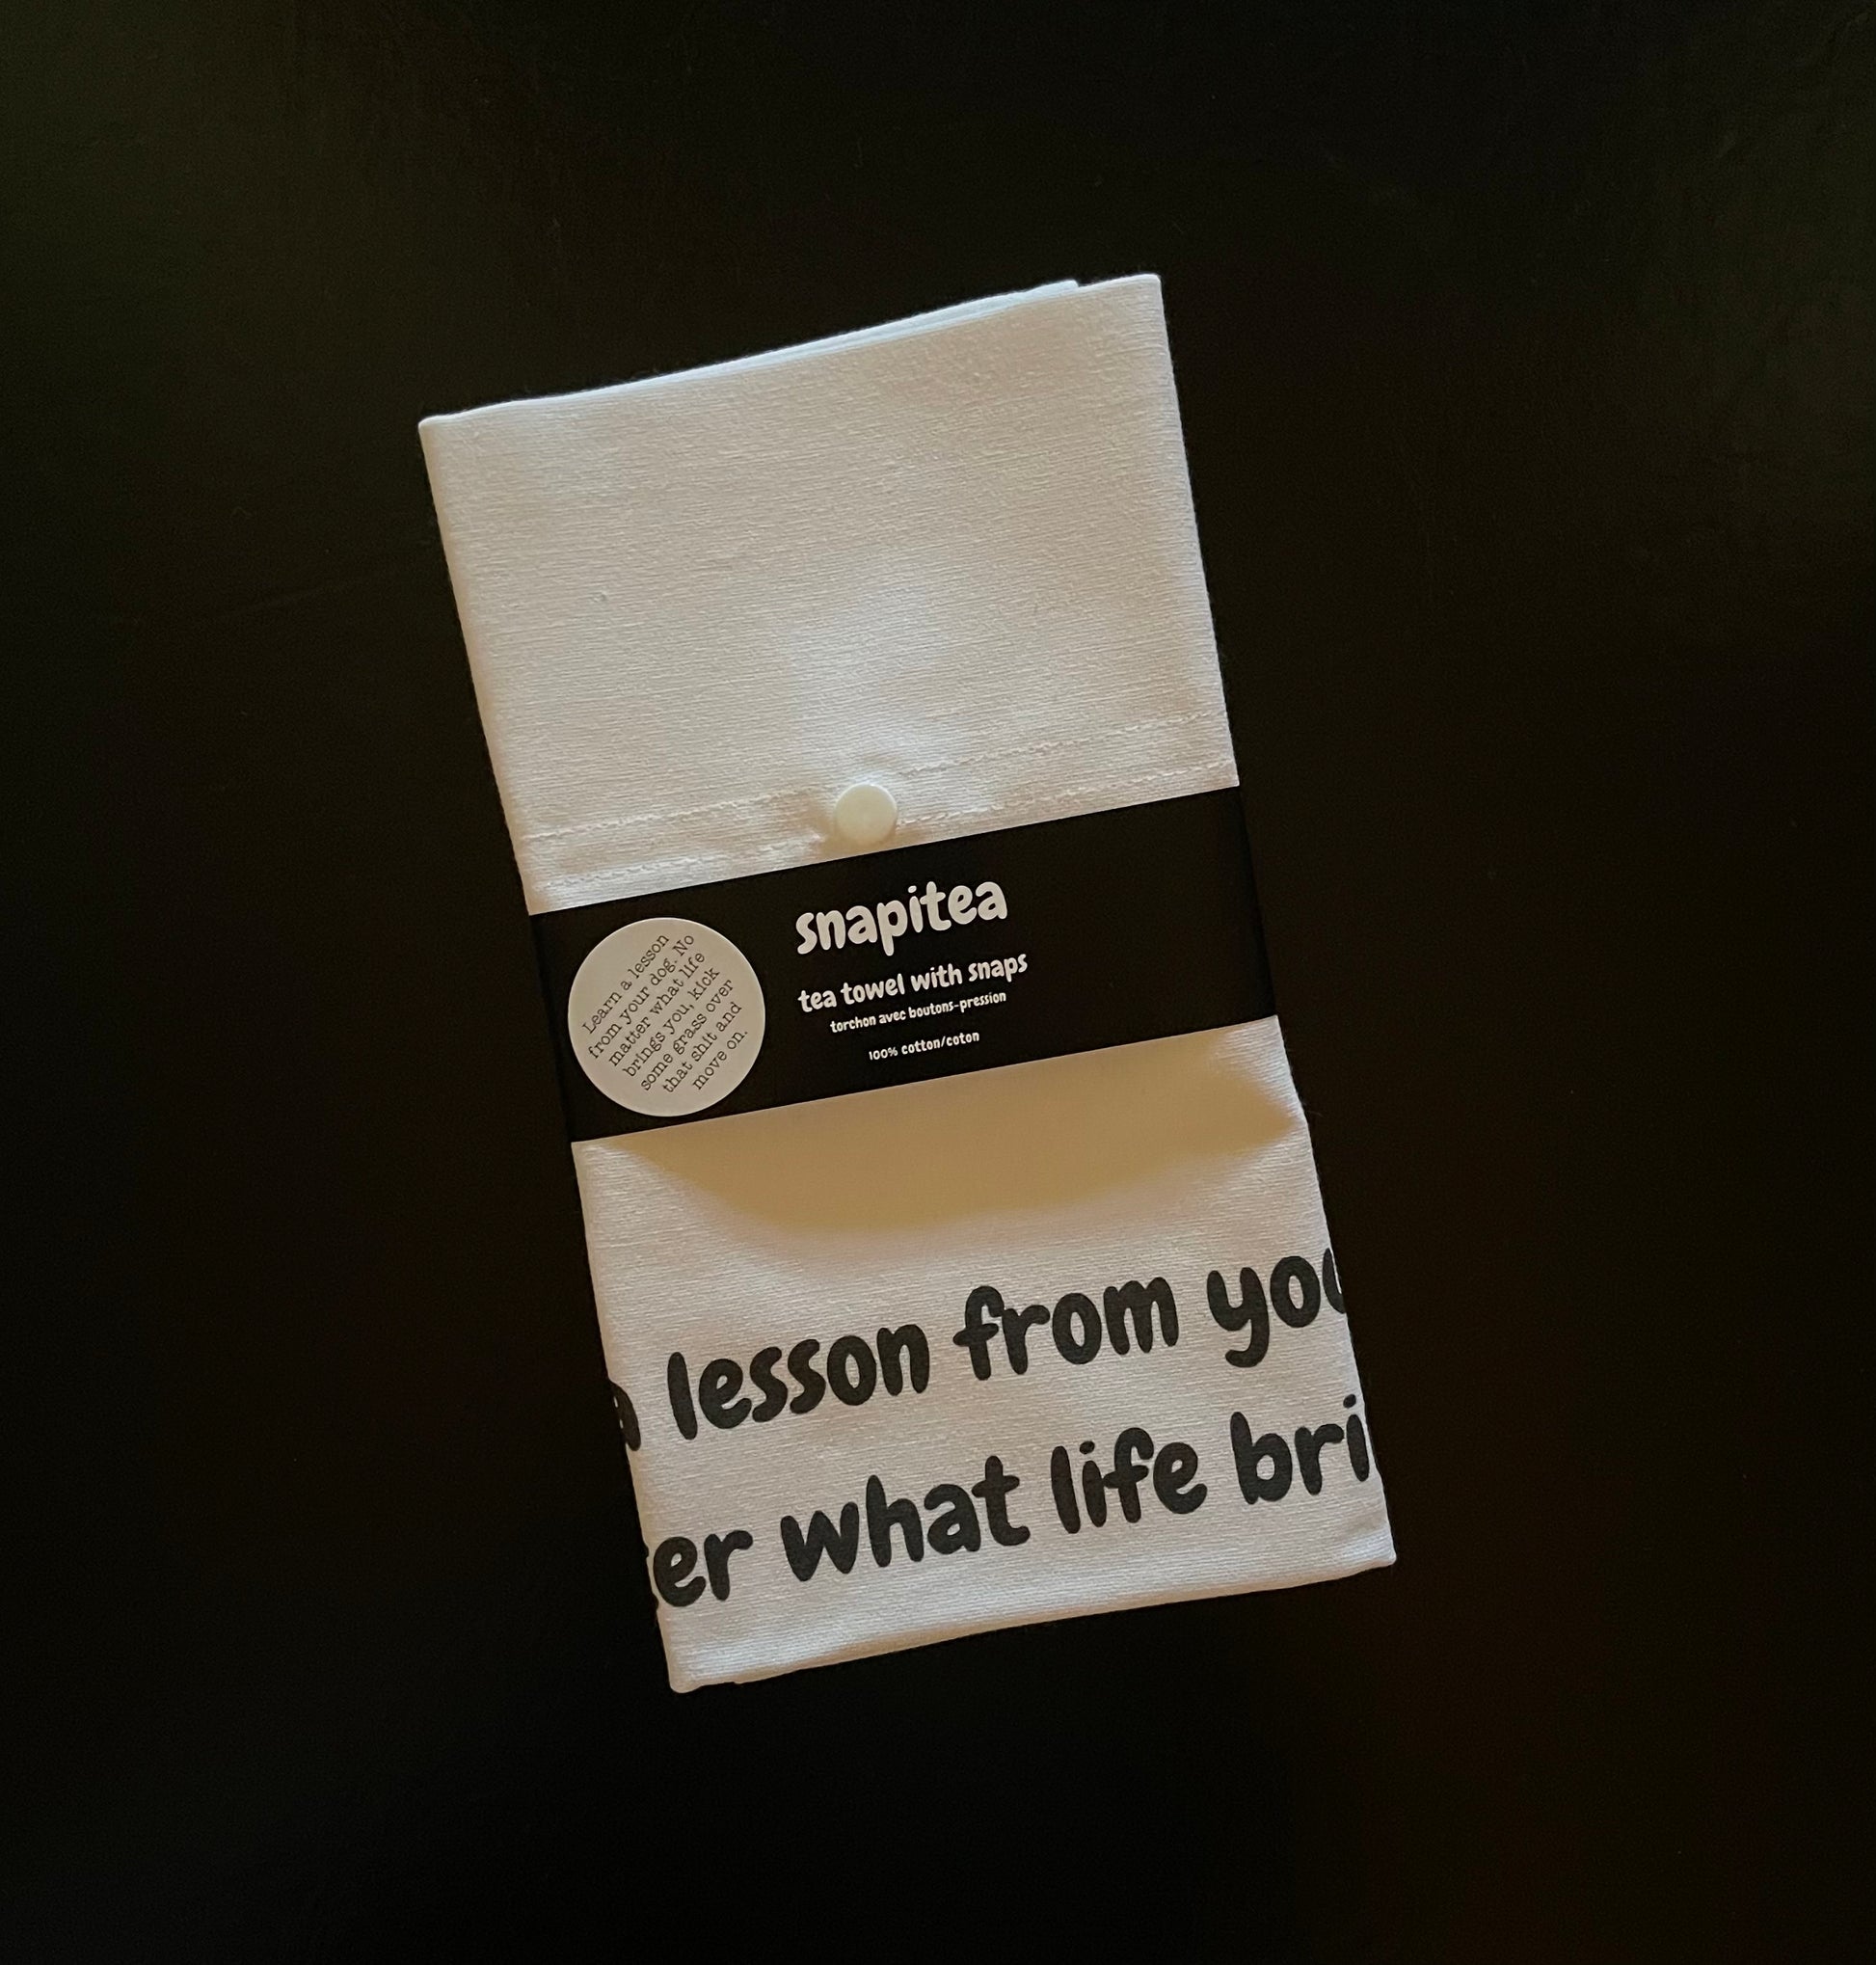 snapitea
tea towel with snaps
torchon avec boutons-pression
100% cotton/coton
Learn a lesson
from your dog. No
matter what life
brings you, kick
some grass over
that shit and
move on.
a lesson from you
er what life bri